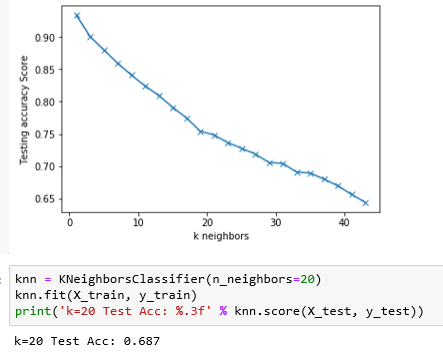 0.90
0.85
0.80
0.75
0.70
0.65
Testing accuracy Score
0 10 20 30 40
k neighbors
knn = KNeighborsClassifier(n_neighbors=20)
knn.fit(X_train, y_train)
print('k=20 Test Acc: %.3f' % knn.score(X_test, y_test))
k=20 Test Acc: 0.687